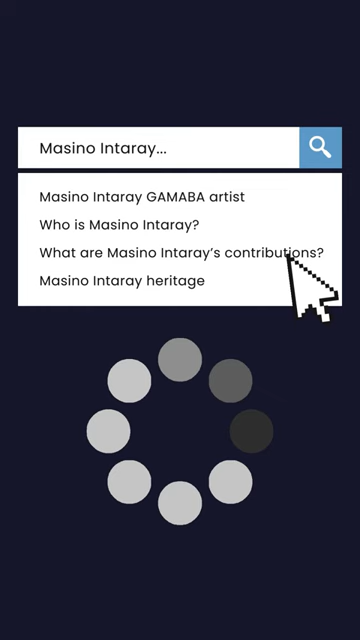 Masino Intaray...
Masino Intaray GAMABA artist
Who is Masino Intaray?
What are Masino Intaray’s contributions?
Masino Intaray heritage